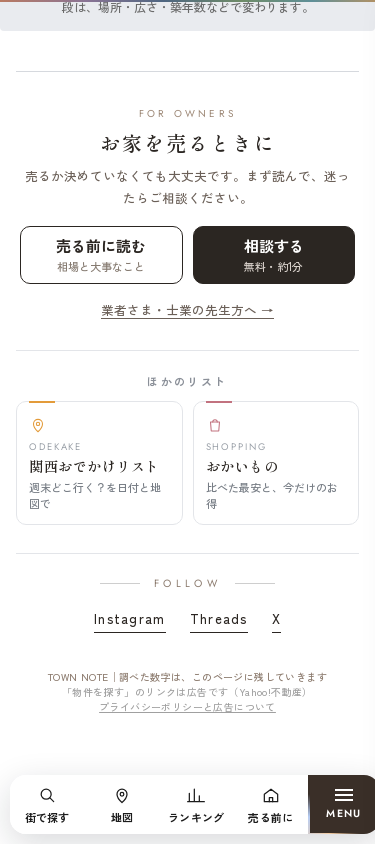 段は、場所・広さ・築年数などで変わります。
FOR OWNERS
お家を売るときに
売るか決めていなくても大丈夫です。まず読んで、迷っ
たらご相談ください。
売る前に読む
相場と大事なこと
相談する
無料・約1分
業者さま・士業の先生方へ →
ほかのリスト
ODEKAKE
関西おでかけリスト
週末どこ行く？を日付と地
図で
SHOPPING
おかいもの
比べた最安と、今だけのお
得
FOLLOW
Instagram
Threads
X
TOWN NOTE｜調べた数字は、このページに残していきます
「物件を探す」のリンクは広告です（Yahoo!不動産）
プライバシーポリシーと広告について
街で探す
地図
ランキング
売る前に
MENU